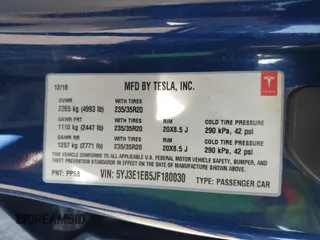 12/18 MFD BY TESLA, INC.
TESLA
GVWR WITH TIRES
2265 kg (4993 lb) 235/35R20
GAWR FRT WITH TIRES RIM COLD TIRE PRESSURE
1110 kg (2447 lb) 235/35R20 20X8.5 J 290 kPa, 42 psi
GAWR RR WITH TIRES RIM COLD TIRE PRESSURE
1257 kg (2771 lb) 235/35R20 20X8.5 J 290 kPa, 42 psi
THIS VEHICLE CONFORMS TO ALL APPLICABLE U.S. FEDERAL MOTOR VEHICLE SAFETY, BUMPER, AND
THEFT PREVENTION STANDARDS IN EFFECT ON THE DATE OF MANUFACTURE SHOWN ABOVE.
PNT: PPSB VIN: 5YJ3E1EB5JF180030 TYPE: PASSENGER CAR